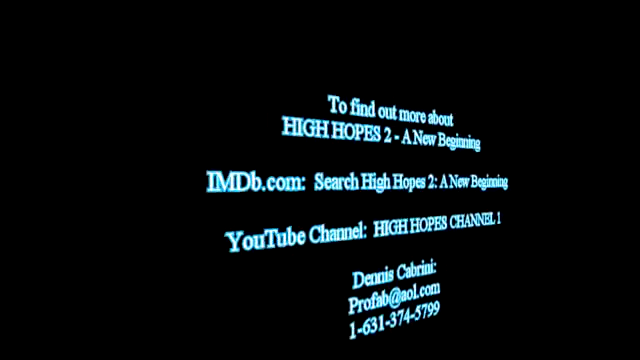 To find out more about
HIGH HOPES 2 - A New Beginning
IMDb.com: Search High Hopes 2: A New Beginning
YouTube Channel: HIGH HOPES CHANNEL 1
Dennis Cabrini:
Profab@aol.com
1-631-374-5799